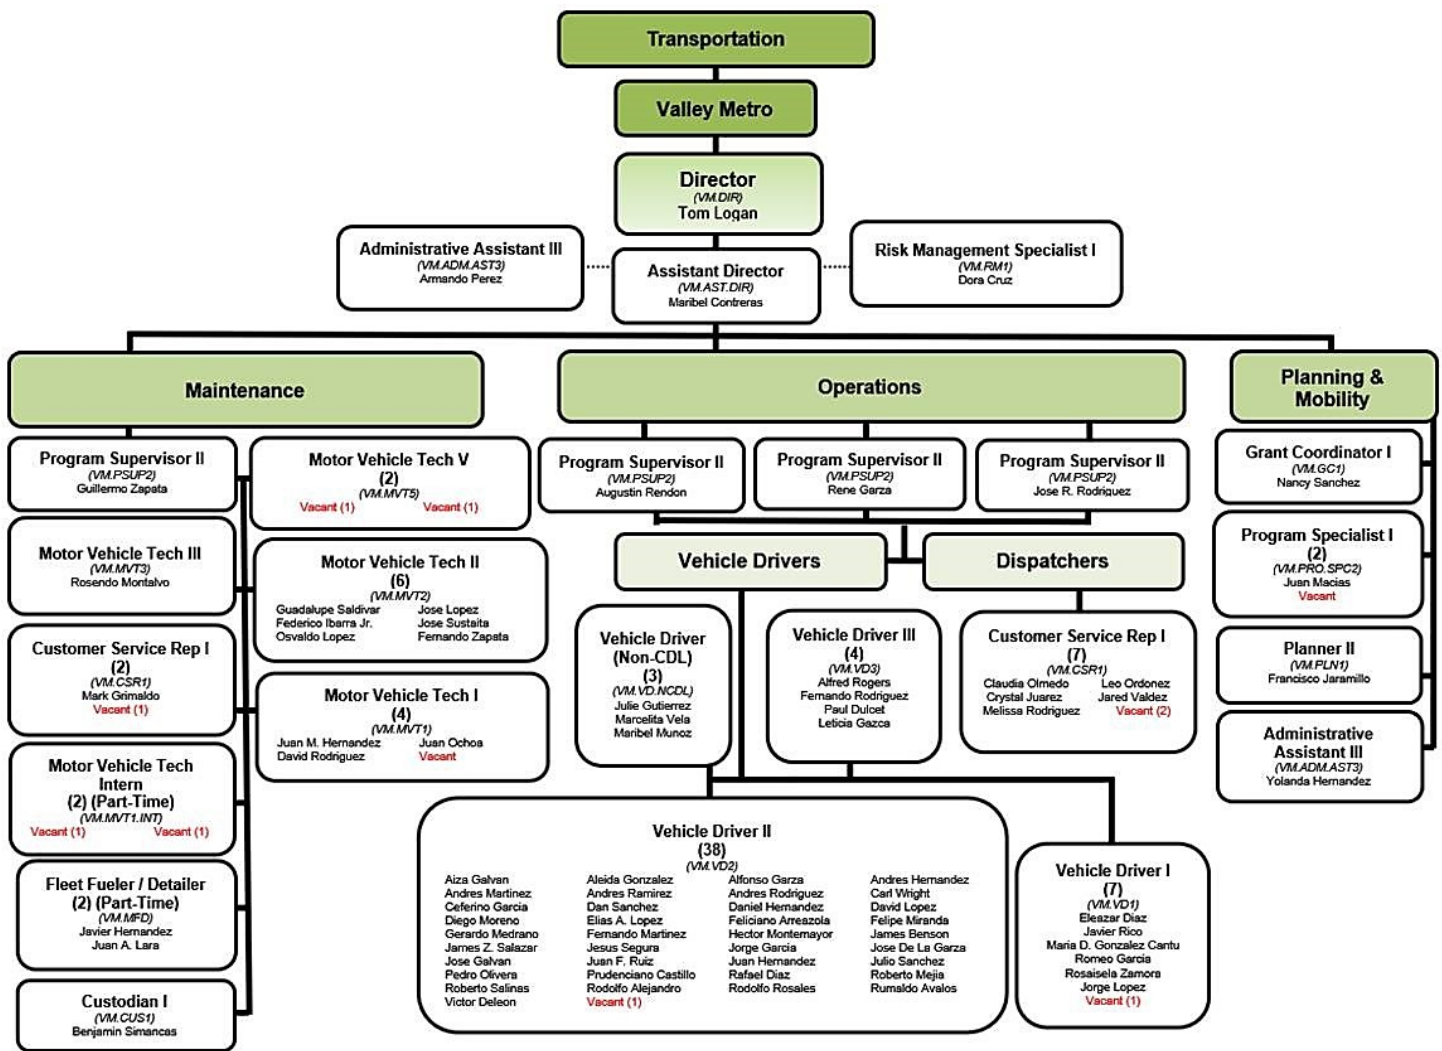 Transportation
Valley Metro
Director
(VM.DIR)
Tom Logan
Administrative Assistant III
(VM.ADM.AST3)
Armando Perez
Assistant Director
(VM.AST.DIR)
Maribel Contreras
Risk Management Specialist I
(VM.RM1)
Dora Cruz
Maintenance
Program Supervisor II
(VM.PSUP2)
Guillermo Zapata
Motor Vehicle Tech V
(2)
(VM.MVT5)
Vacant (1) Vacant (1)
Motor Vehicle Tech III
(VM.MVT3)
Rosendo Montalvo
Motor Vehicle Tech II
(6)
(VM.MVT2)
Guadalupe Saldivar Jose Lopez
Federico Ibarra Jr. Jose Sustaita
Osvaldo Lopez Fernando Zapata
Customer Service Rep I
(2)
(VM.CSR1)
Mark Grimaldo
Vacant (1)
Motor Vehicle Tech I
(4)
(VM.MVT1)
Juan M. Hernandez Juan Ochoa
David Rodriguez Vacant
Motor Vehicle Tech
Intern
(2) (Part-Time)
(VM.MVT1.INT)
Vacant (1) Vacant (1)
Fleet Fueler / Detailer
(2) (Part-Time)
(VM.MFD)
Javier Hernandez
Juan A. Lara
Custodian I
(VM.CUS1)
Benjamin Simancas
Operations
Program Supervisor II
(VM.PSUP2)
Augustin Rendon
Program Supervisor II
(VM.PSUP2)
Rene Garza
Program Supervisor II
(VM.PSUP2)
Jose R. Rodriguez
Vehicle Drivers
Dispatchers
Vehicle Driver
(Non-CDL)
(3)
(VM.VD.NCDL)
Julie Gutierrez
Marcelita Vela
Maribel Munoz
Vehicle Driver III
(4)
(VM.VD3)
Alfred Rogers
Fernando Rodriguez
Paul Dulcet
Leticia Gazca
Customer Service Rep I
(7)
(VM.CSR1)
Claudia Olmedo Leo Ordonez
Crystal Juarez Jared Valdez
Melissa Rodriguez Vacant (2)
Vehicle Driver II
(38)
(VM.VD2)
Aiza Galvan Aleida Gonzalez Alfonso Garza Andres Hernandez
Andres Martinez Andres Ramirez Andres Rodriguez Carl Wright
Ceferino Garcia Dan Sanchez Daniel Hernandez David Lopez
Diego Moreno Elias A. Lopez Feliciano Arreazola Felipe Miranda
Gerardo Medrano Fernando Martinez Hector Montemayor James Benson
James Z. Salazar Jesus Segura Jorge Garcia Jose De La Garza
Jose Galvan Juan F. Ruiz Juan Hernandez Julio Sanchez
Pedro Olivera Prudenciano Castillo Rafael Diaz Roberto Mejia
Roberto Salinas Rodolfo Alejandro Rodolfo Rosales Rumaldo Avalos
Victor Deleon Vacant (1)
Vehicle Driver I
(7)
(VM.VD1)
Eleazar Diaz
Javier Rico
Maria D. Gonzalez Cantu
Romeo Garcia
Rosaisela Zamora
Jorge Lopez
Vacant (1)
Planning &
Mobility
Grant Coordinator I
(VM.GC1)
Nancy Sanchez
Program Specialist I
(2)
(VM.PRO.SPC2)
Juan Macias
Vacant
Planner II
(VM.PLN1)
Francisco Jaramillo
Administrative
Assistant III
(VM.ADM.AST3)
Yolanda Hernandez